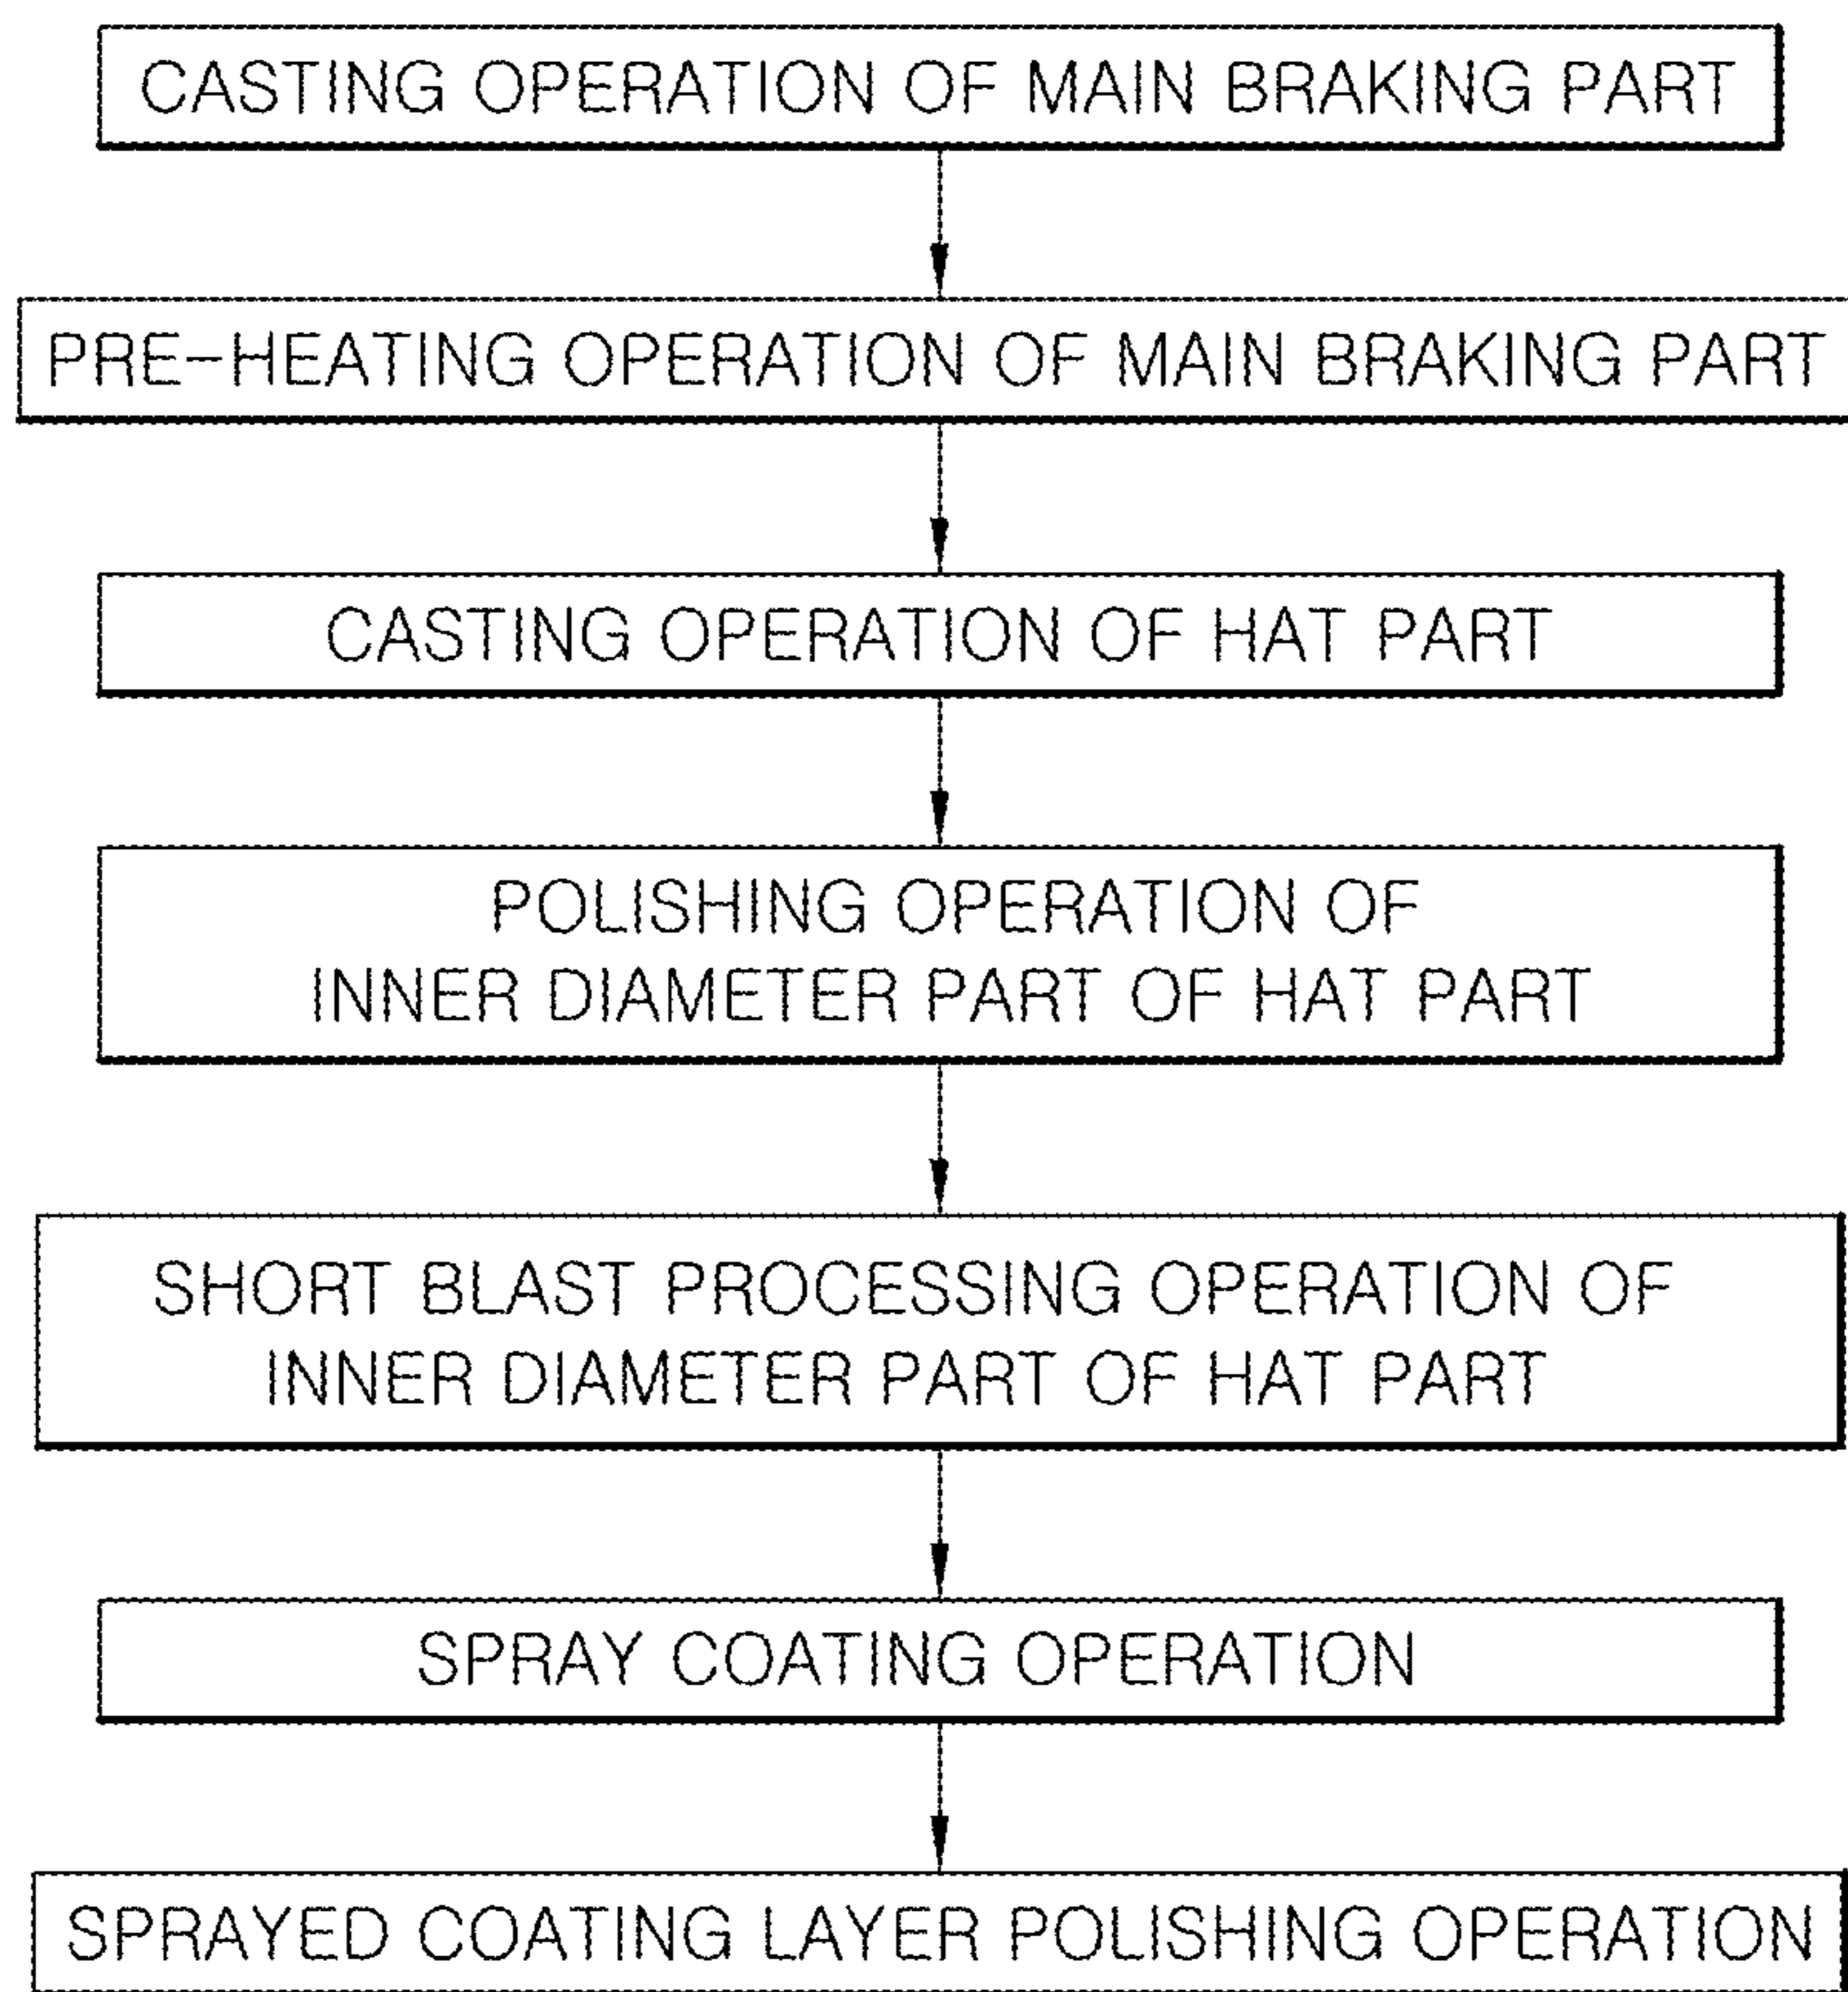 CASTING OPERATION OF MAIN BRAKING PART
PRE-HEATING OPERATION OF MAIN BRAKING PART
CASTING OPERATION OF HAT PART
POLISHING OPERATION OF
INNER DIAMETER PART OF HAT PART
SHORT BLAST PROCESSING OPERATION OF
INNER DIAMETER PART OF HAT PART
SPRAY COATING OPERATION
SPRAYED COATING LAYER POLISHING OPERATION